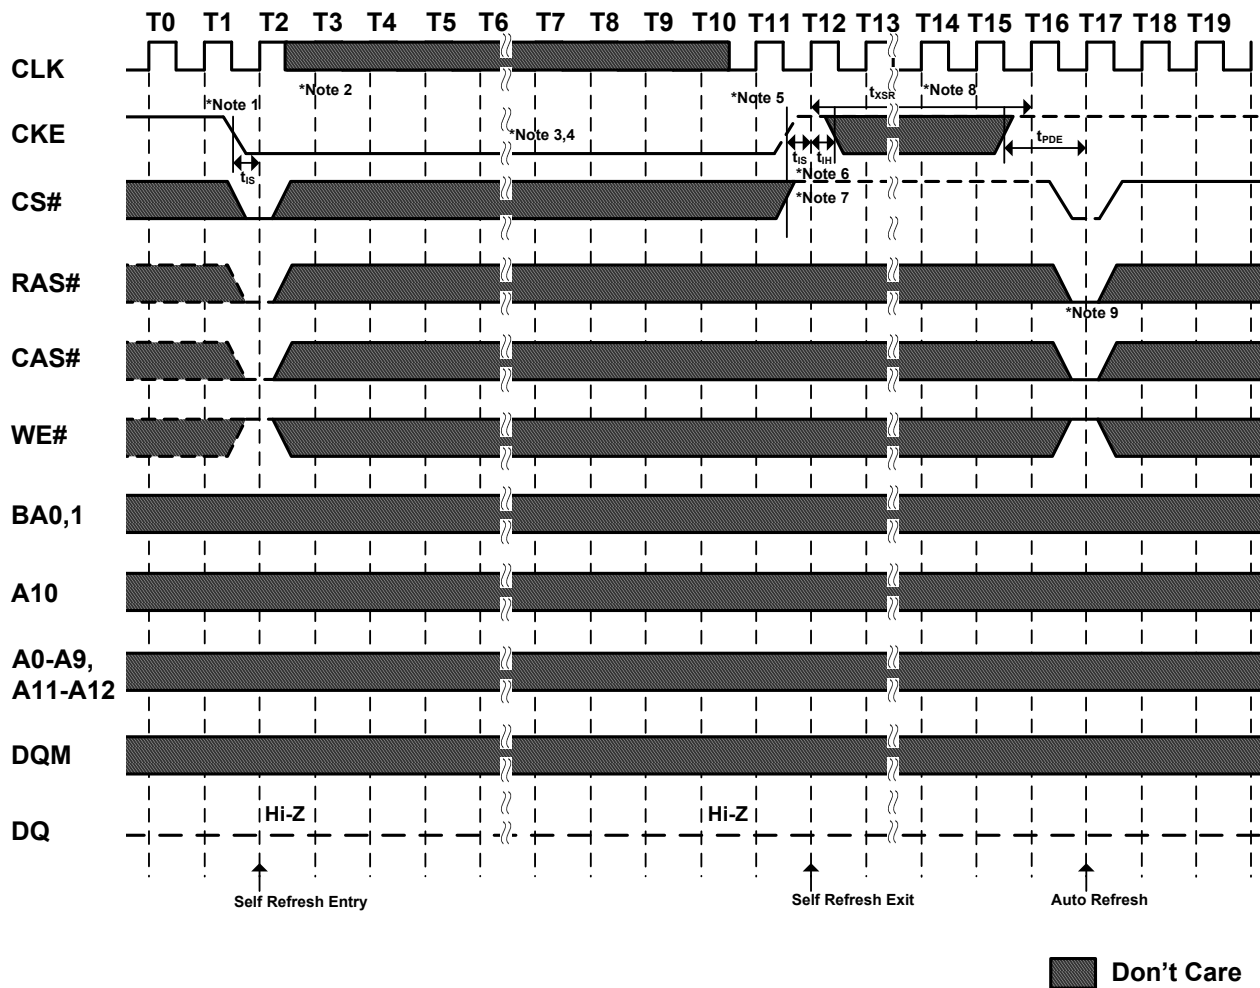 T0 T1 T2 T3 T4 T5 T6 T7 T8 T9 T10 T11 T12 T13 T14 T15 T16 T17 T18 T19
CLK
*Note 2 *Note 5 tXSR *Note 8
*Note 1
CKE *Note 3,4 tPDE
tIS tIS tIH
*Note 6
CS# *Note 7
RAS#
*Note 9
CAS#
WE#
BA0,1
A10
A0-A9,
A11-A12
DQM
Hi-Z Hi-Z
DQ
Self Refresh Entry Self Refresh Exit Auto Refresh
Don't Care